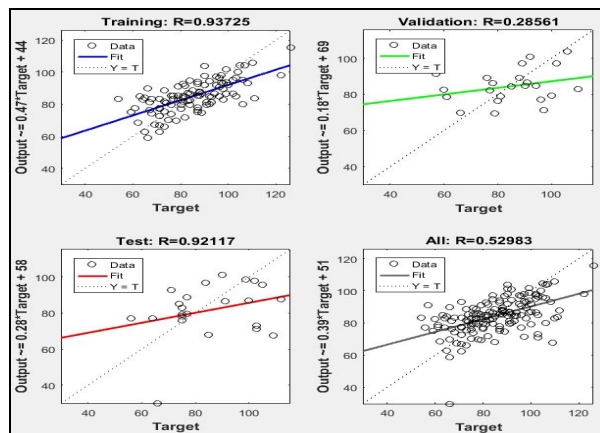 Training: R=0.93725
Output ~= 0.47*Target + 44
120
100
80
60
40
Data
Fit
Y = T
40 60 80 100 120
Target
Validation: R=0.28561
Output ~= 0.18*Target + 69
100
80
60
40
Data
Fit
Y = T
40 60 80 100
Target
Test: R=0.92117
Output ~= 0.28*Target + 58
100
80
60
40
Data
Fit
Y = T
40 60 80 100
Target
All: R=0.52983
Output ~= 0.39*Target + 51
120
100
80
60
40
Data
Fit
Y = T
40 60 80 100 120
Target